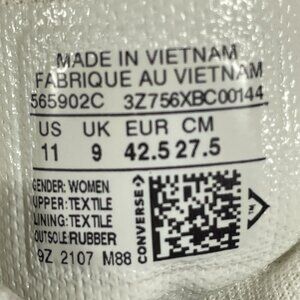 MADE IN VIETNAM
FABRIQUE AU VIETNAM
565902C 3Z756XBC00144
US UK EUR CM
11 9 42.5 27.5
GENDER: WOMEN
UPPER: TEXTILE
LINING: TEXTILE
OUTSOLE:RUBBER
9Z 2107 M88
CONVERSE